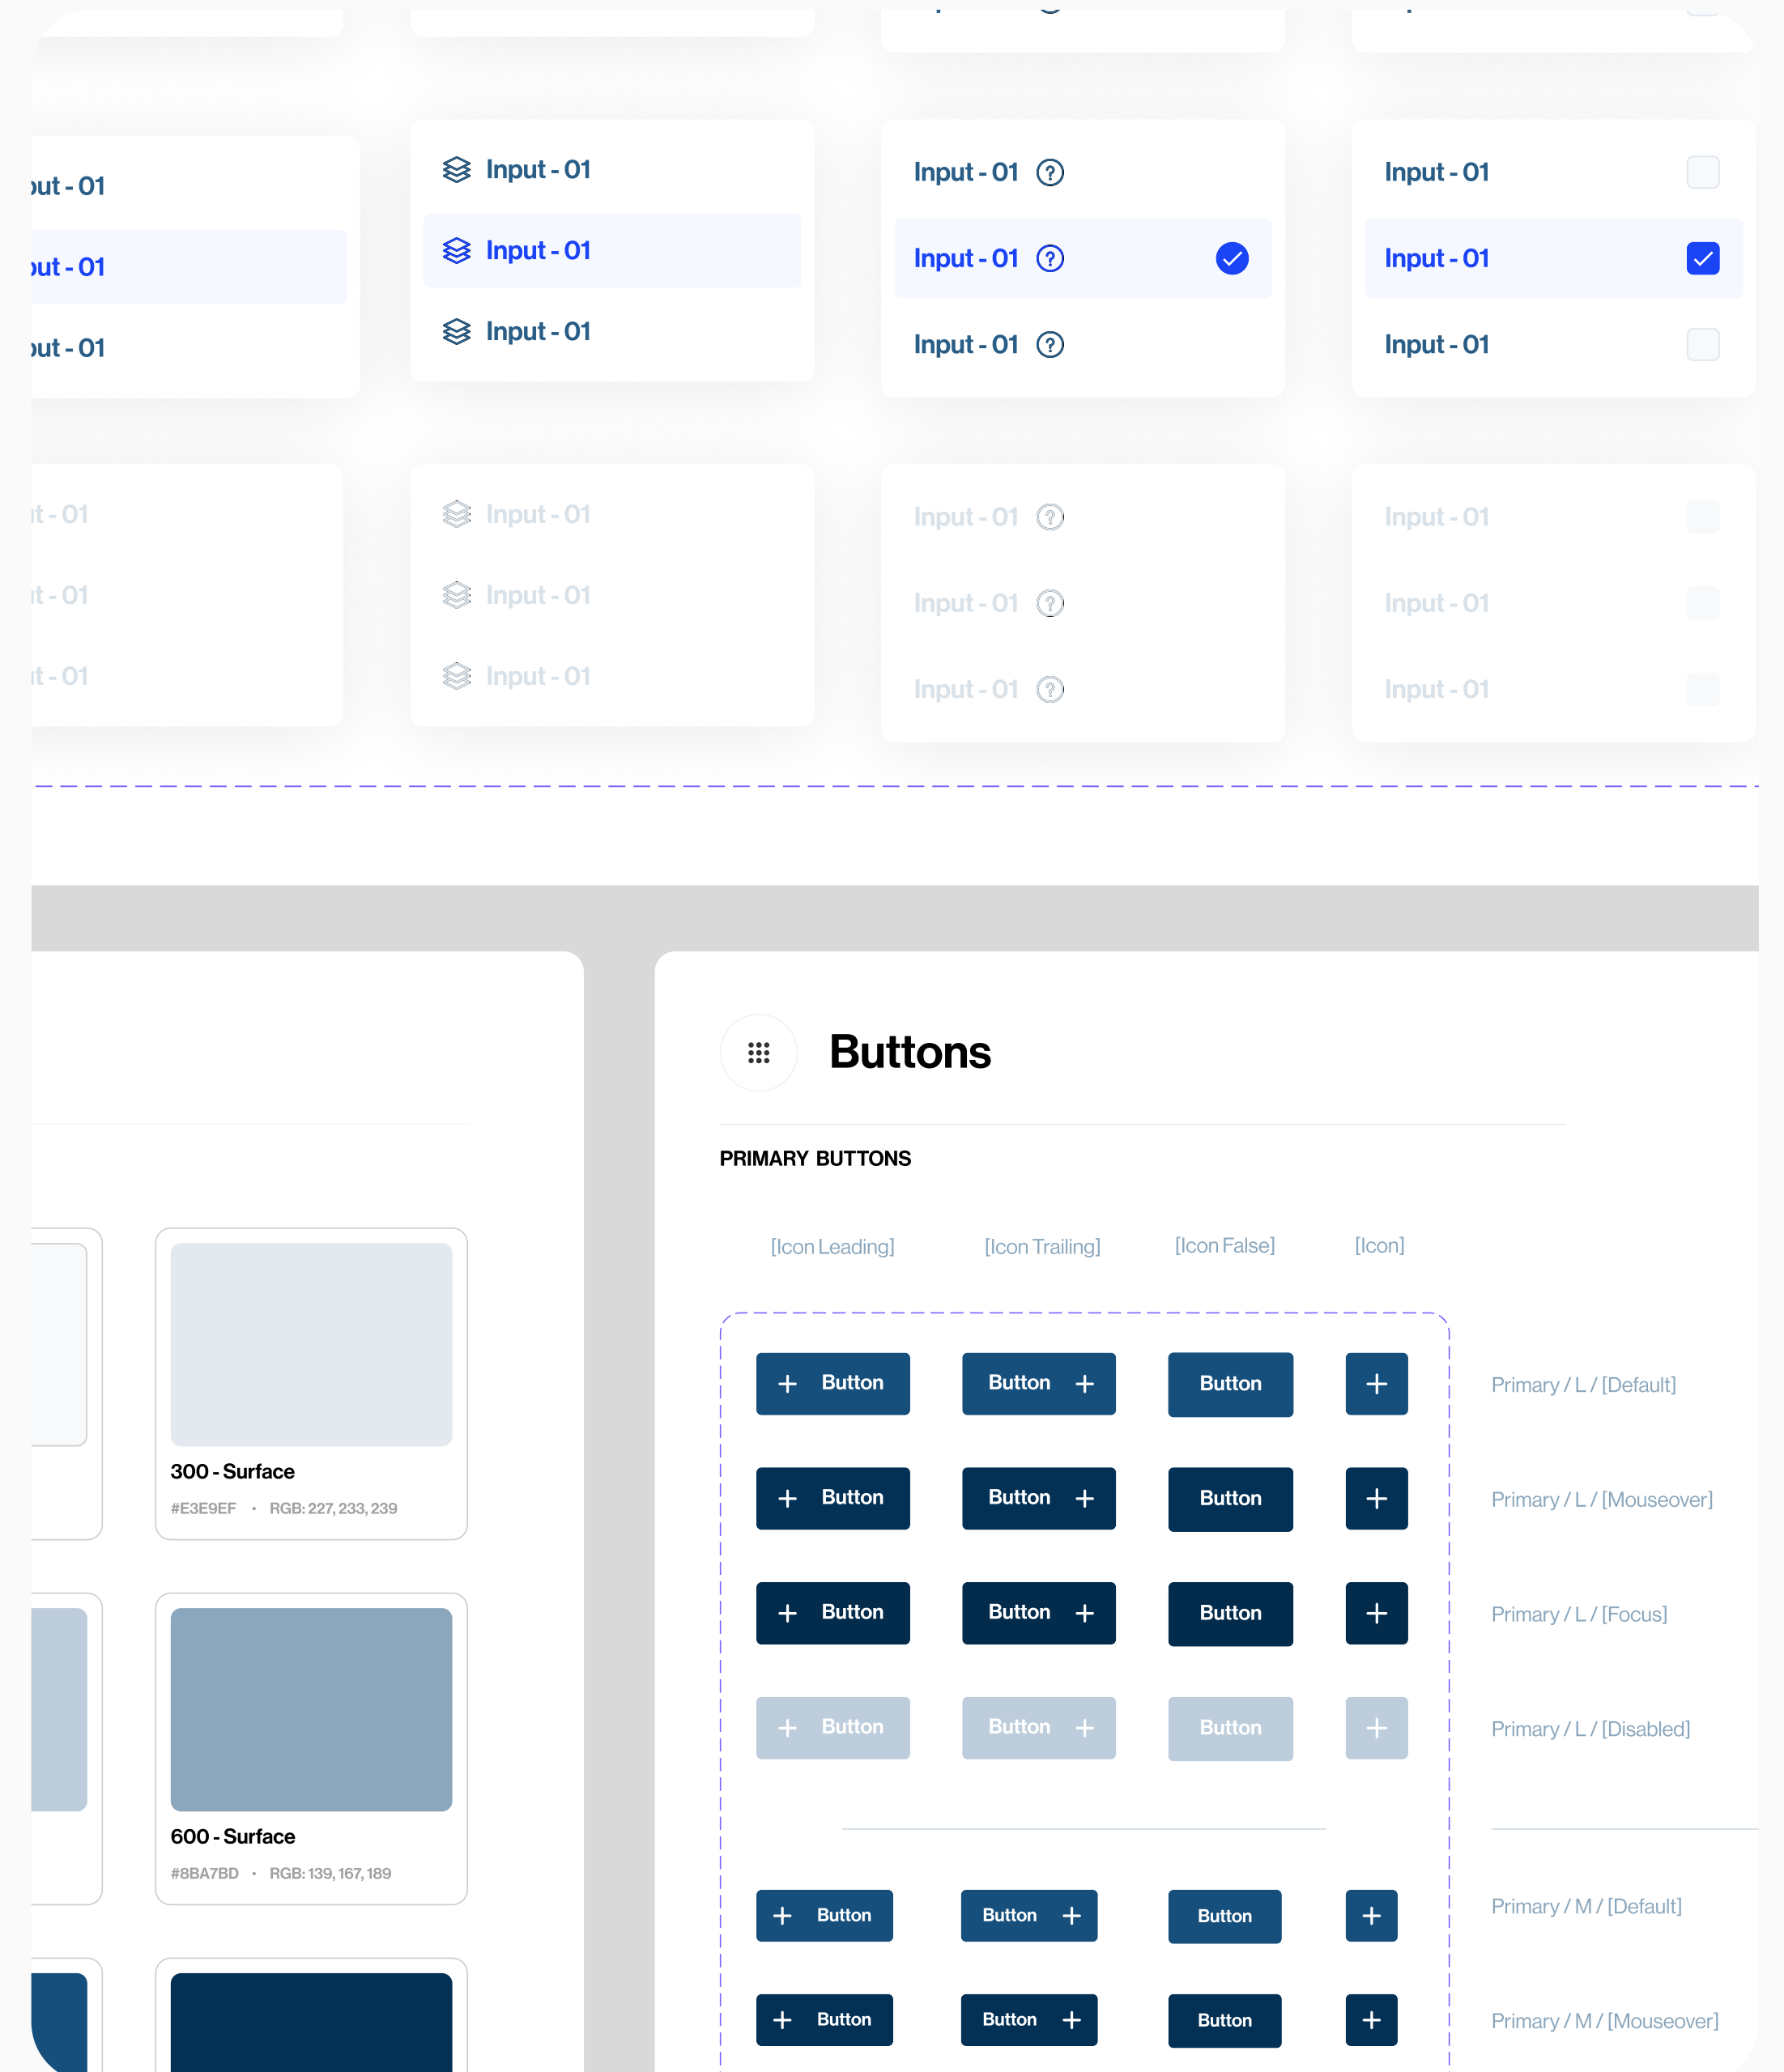 Input - 01
Input - 01
Input - 01
Input - 01
Input - 01
Input - 01
Input - 01
Input - 01
Input - 01
- 01
- 01
- 01
Input - 01
Input - 01
Input - 01
Input - 01
Input - 01
Input - 01
Input - 01
Input - 01
Input - 01
- 01
- 01
- 01
Buttons
PRIMARY BUTTONS
[Icon Leading] [Icon Trailing] [Icon False] [Icon]
Button Button Button Primary / L / [Default]
Button Button Button Primary / L / [Mouseover]
Button Button Button Primary / L / [Focus]
Button Button Button Primary / L / [Disabled]
Button Button Button Primary / M / [Default]
Button Button Button Primary / M / [Mouseover]
300 - Surface
#E3E9EF • RGB: 227, 233, 239
600 - Surface
#8BA7BD • RGB: 139, 167, 189